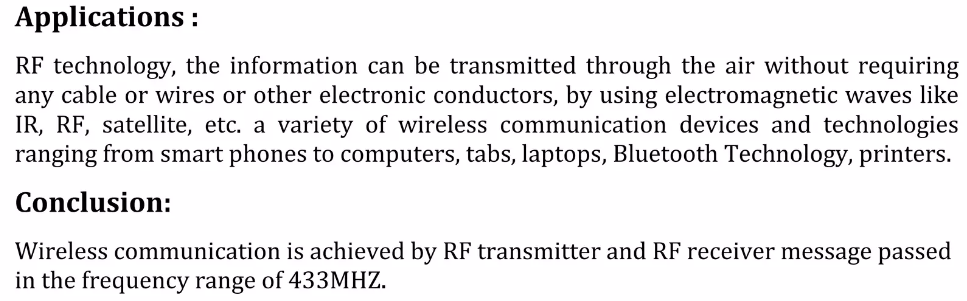 Applications :
RF technology, the information can be transmitted through the air without requiring
any cable or wires or other electronic conductors, by using electromagnetic waves like
IR, RF, satellite, etc. a variety of wireless communication devices and technologies
ranging from smart phones to computers, tabs, laptops, Bluetooth Technology, printers.
Conclusion:
Wireless communication is achieved by RF transmitter and RF receiver message passed
in the frequency range of 433MHZ.